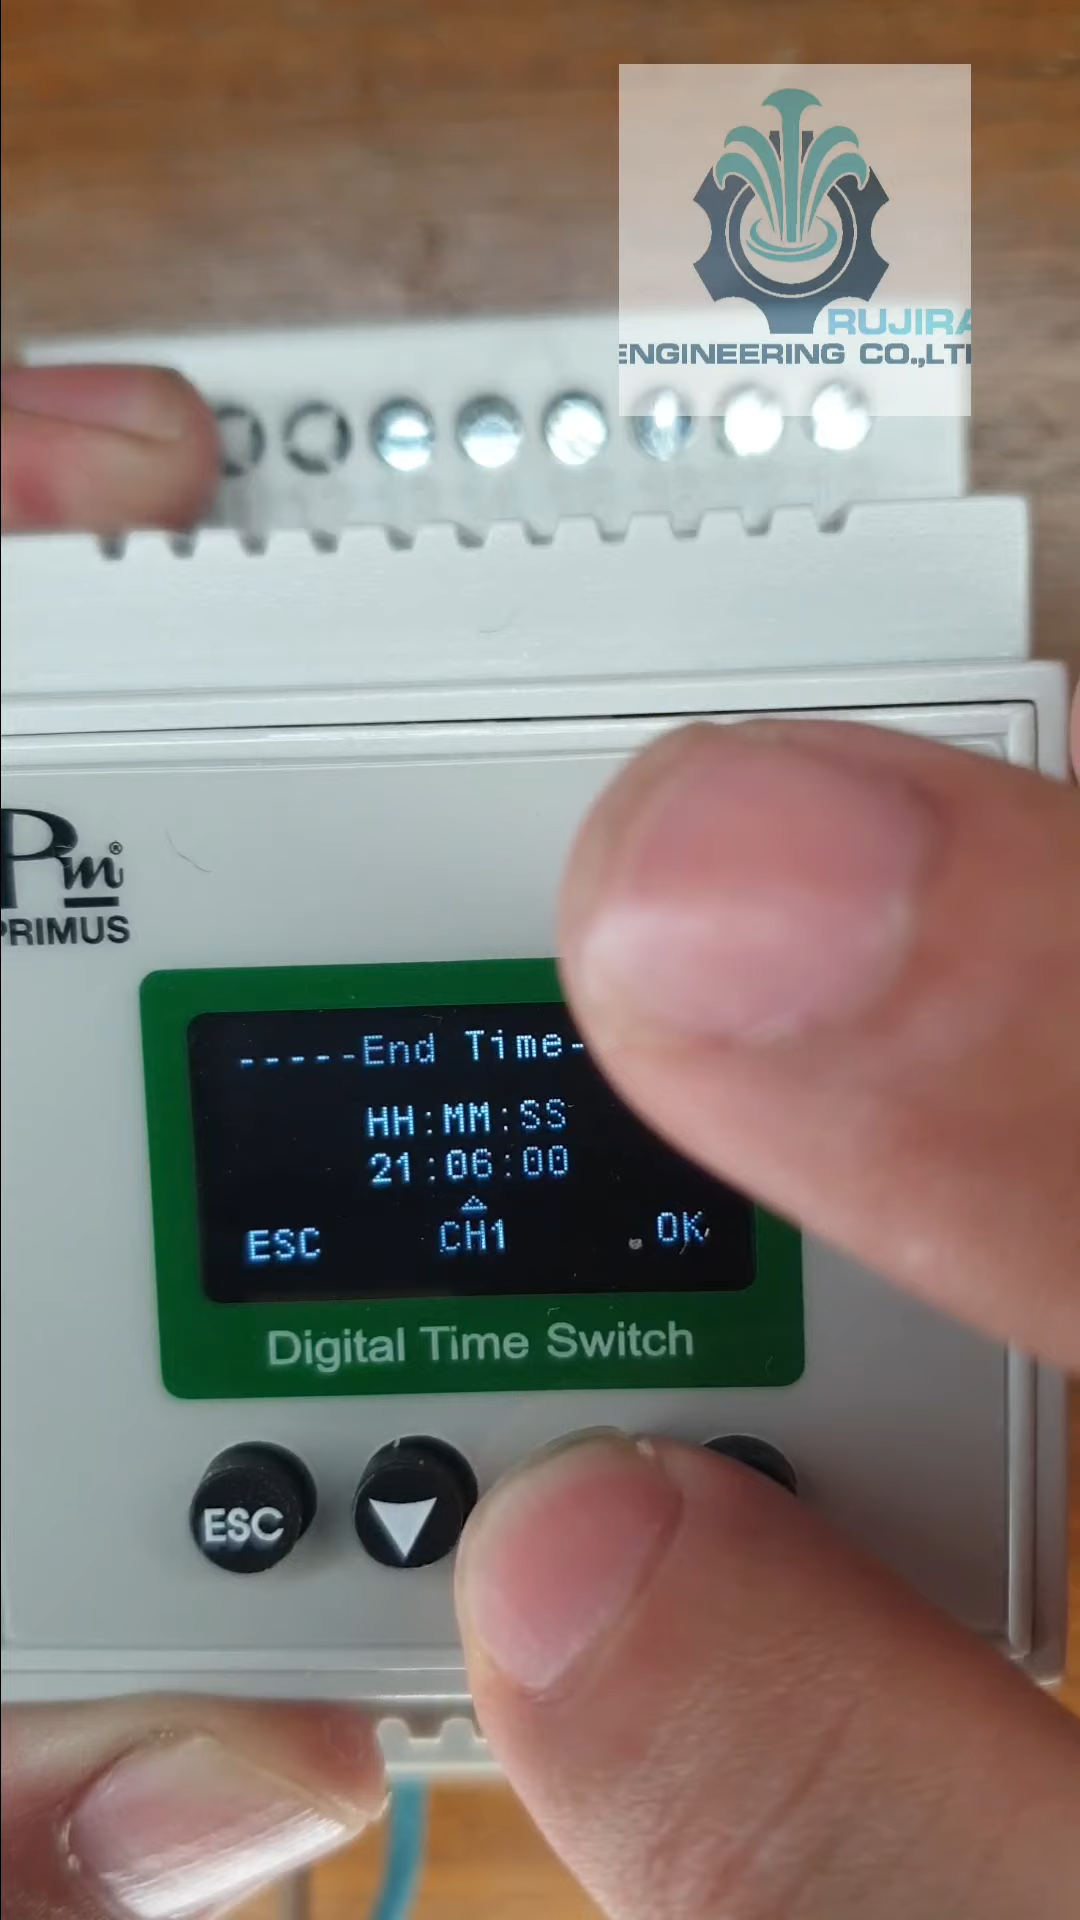 RUJIRA
ENGINEERING CO.,LT
Pm®
PRIMUS
-----End Time-
HH:MM:SS
21:06:00
ESC CH1 OK
Digital Time Switch
ESC